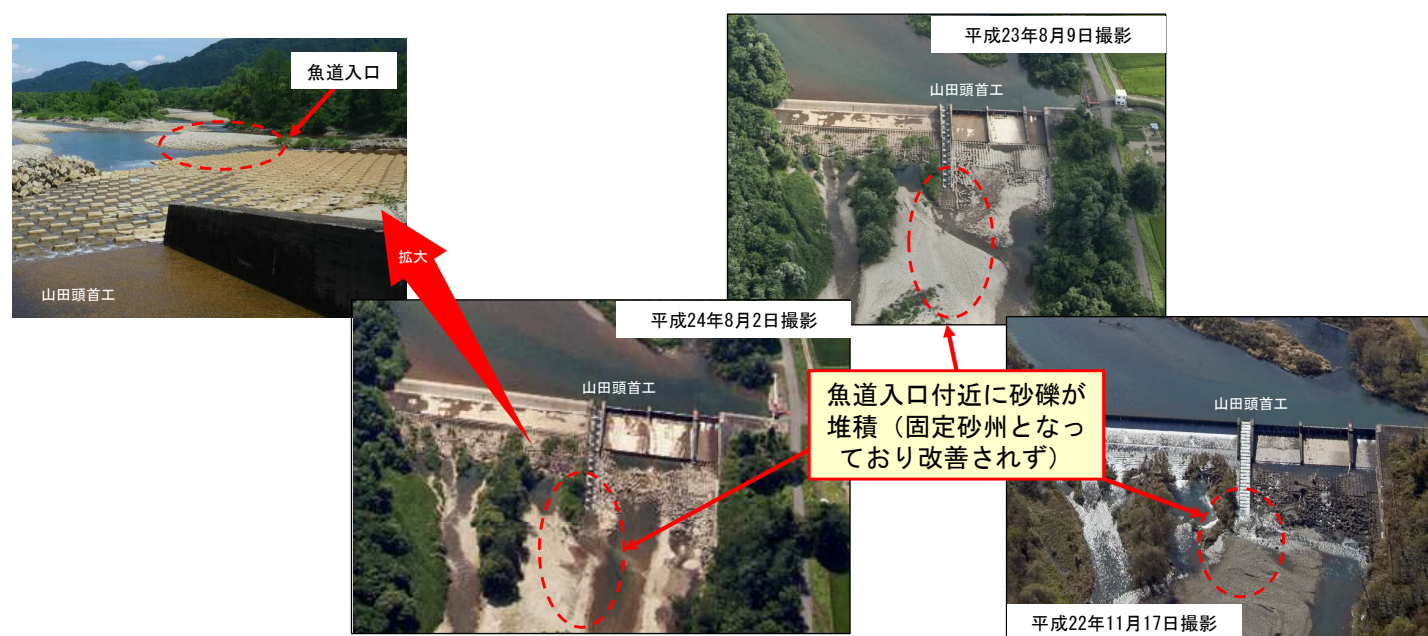 魚道入口
山田頭首工
拡大
平成23年8月9日撮影
山田頭首工
平成24年8月2日撮影
山田頭首工
魚道入口付近に砂礫が
堆積（固定砂州となっ
ており改善されず）
山田頭首工
平成22年11月17日撮影